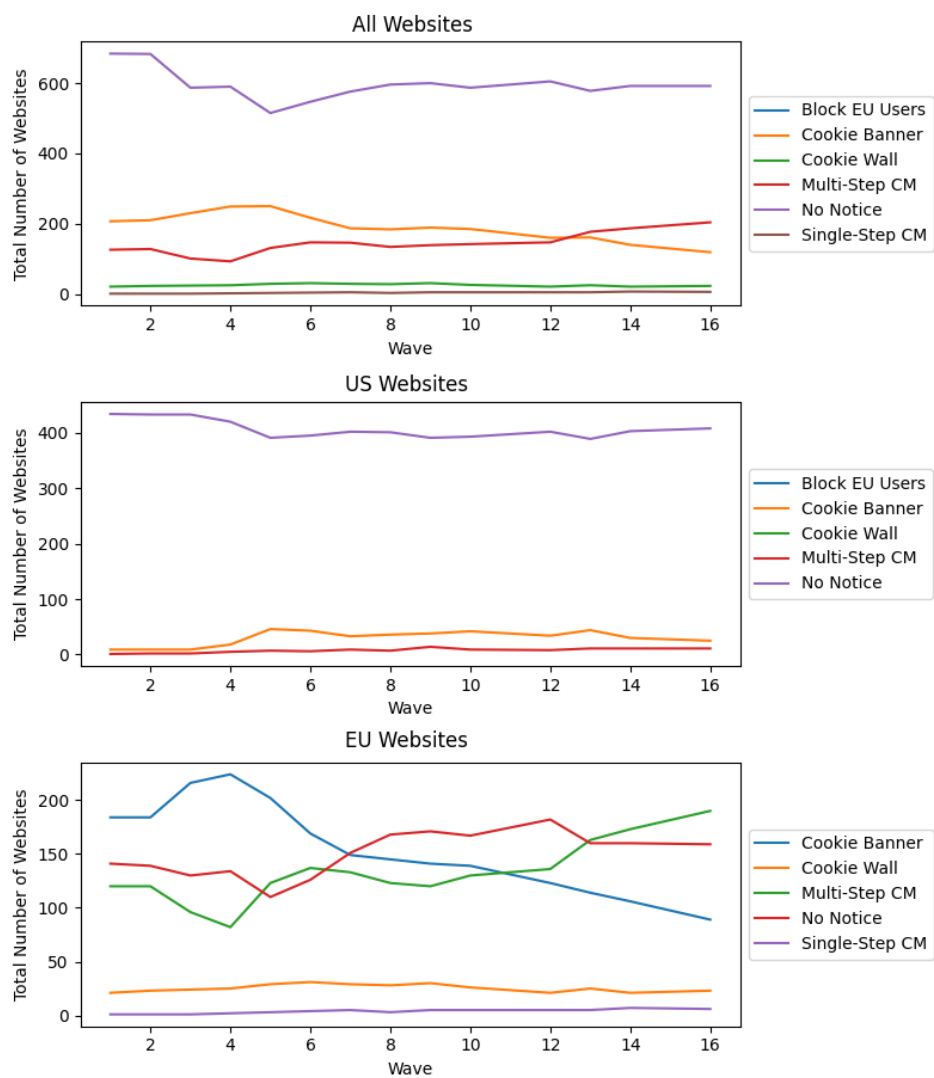 All Websites
Total Number of Websites
600
400
200
0
2 4 6 8 10 12 14 16
Wave
Block EU Users
Cookie Banner
Cookie Wall
Multi-Step CM
No Notice
Single-Step CM
US Websites
Total Number of Websites
400
300
200
100
0
2 4 6 8 10 12 14 16
Wave
Block EU Users
Cookie Banner
Cookie Wall
Multi-Step CM
No Notice
EU Websites
Total Number of Websites
200
150
100
50
0
2 4 6 8 10 12 14 16
Wave
Cookie Banner
Cookie Wall
Multi-Step CM
No Notice
Single-Step CM